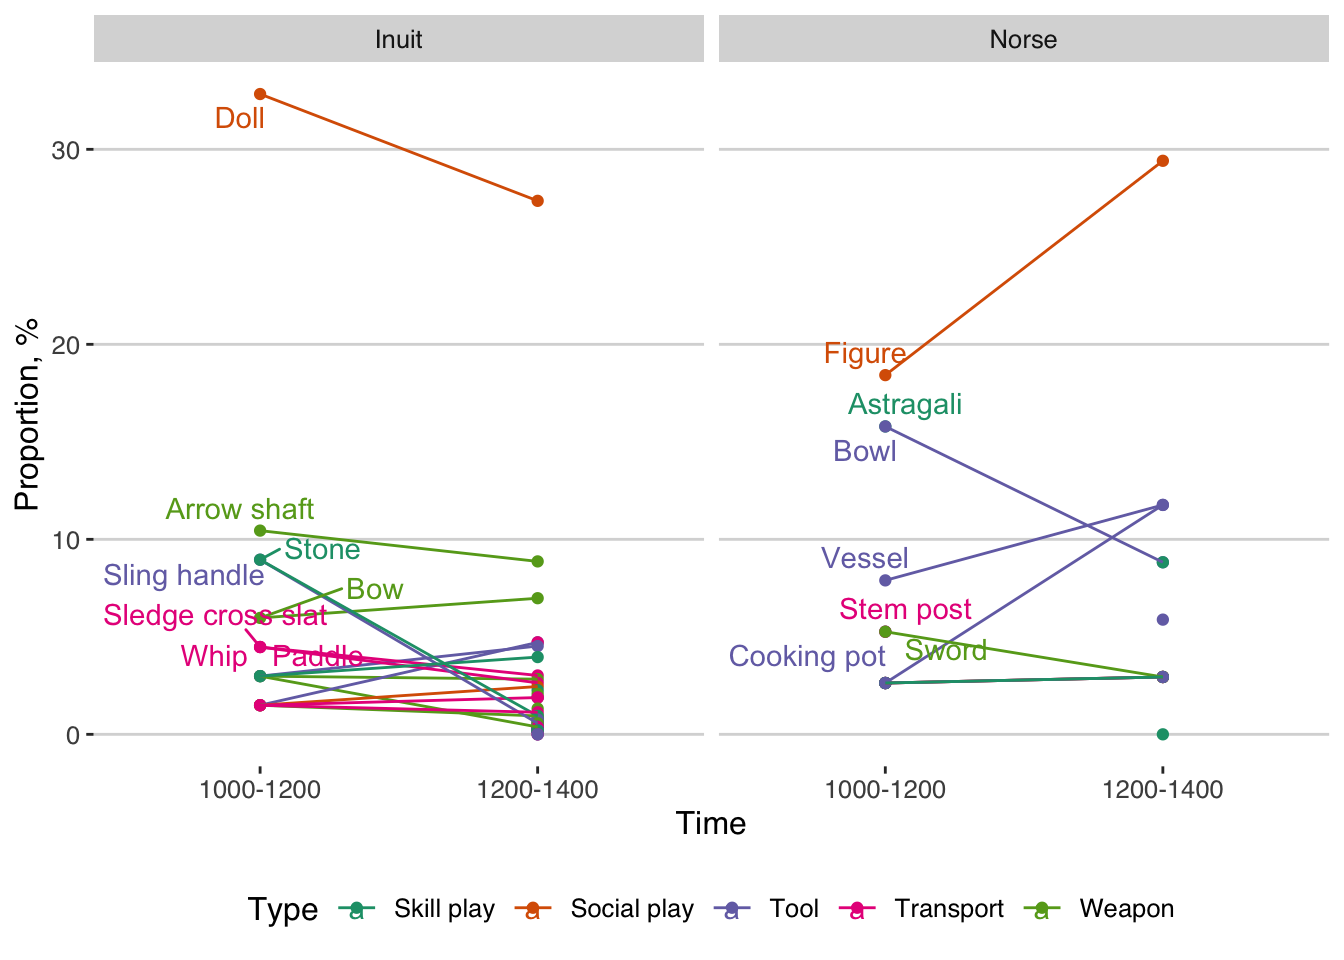 Inuit
Norse
Proportion, %
30
20
10
0
Doll
Arrow shaft
Stone
Sling handle
Bow
Sledge cross slat
Whip
Paddle
Figure
Astragali
Bowl
Vessel
Stem post
Sword
Cooking pot
1000-1200
1200-1400
1000-1200
1200-1400
Time
Type
a Skill play
a Social play
a Tool
a Transport
a Weapon